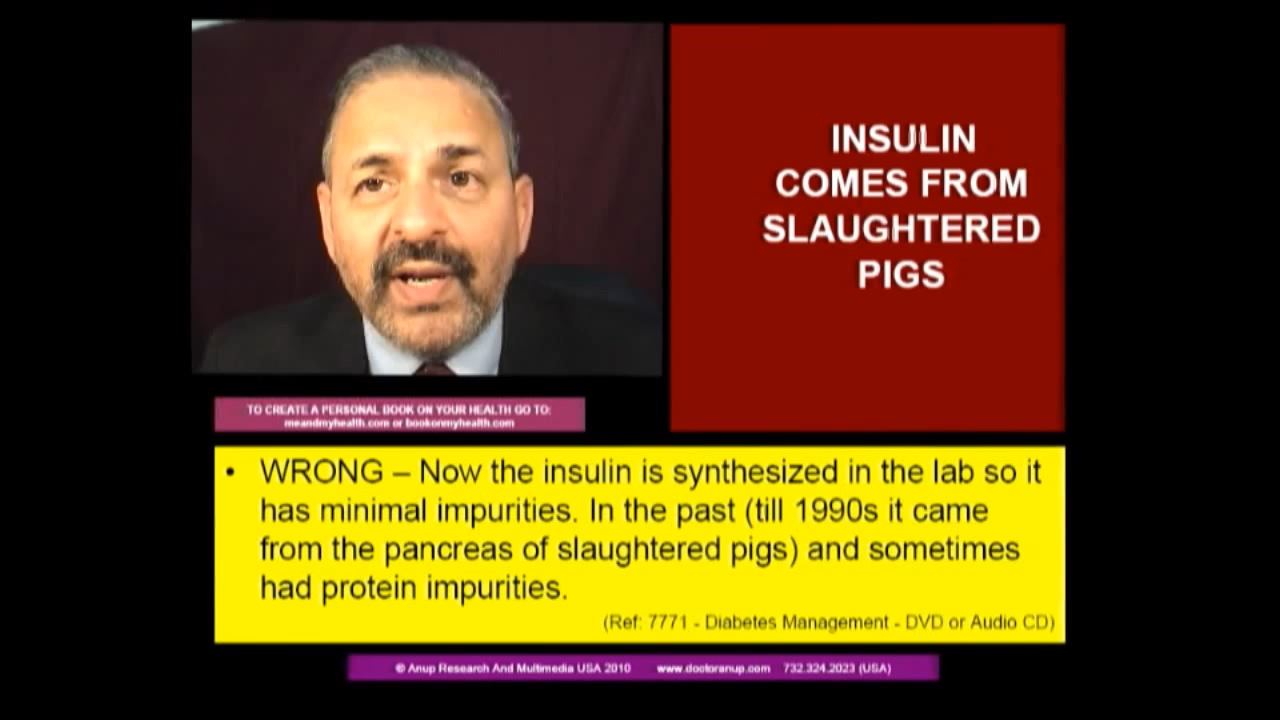 INSULIN
COMES FROM
SLAUGHTERED
PIGS
TO CREATE A PERSONAL BOOK ON YOUR HEALTH GO TO:
meandmyhealth.com or bookonmyhealth.com
• WRONG – Now the insulin is synthesized in the lab so it
has minimal impurities. In the past (till 1990s it came
from the pancreas of slaughtered pigs) and sometimes
had protein impurities.
(Ref: 7771 - Diabetes Management - DVD or Audio CD)
© Anup Research And Multimedia USA 2010 www.doctoranup.com 732.324.2023 (USA)